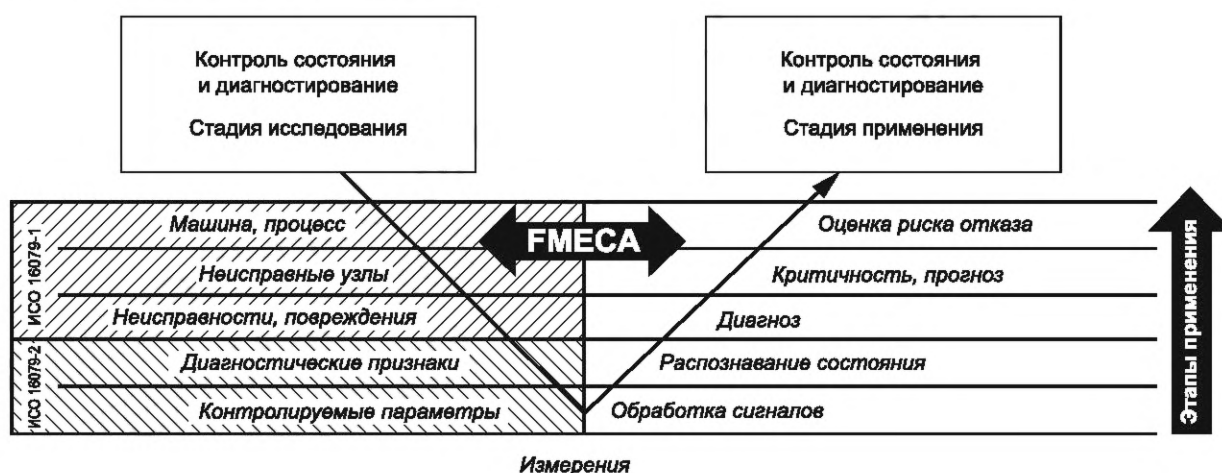 Контроль состояния
и диагностирование
Стадия исследования
Контроль состояния
и диагностирование
Стадия применения
ИСО 16079-1
ИСО 16079-2
Машина, процесс
FMECA
Оценка риска отказа
Неисправные узлы
Критичность, прогноз
Неисправности, повреждения
Диагноз
Диагностические признаки
Распознавание состояния
Контролируемые параметры
Обработка сигналов
Этапы применения
Измерения